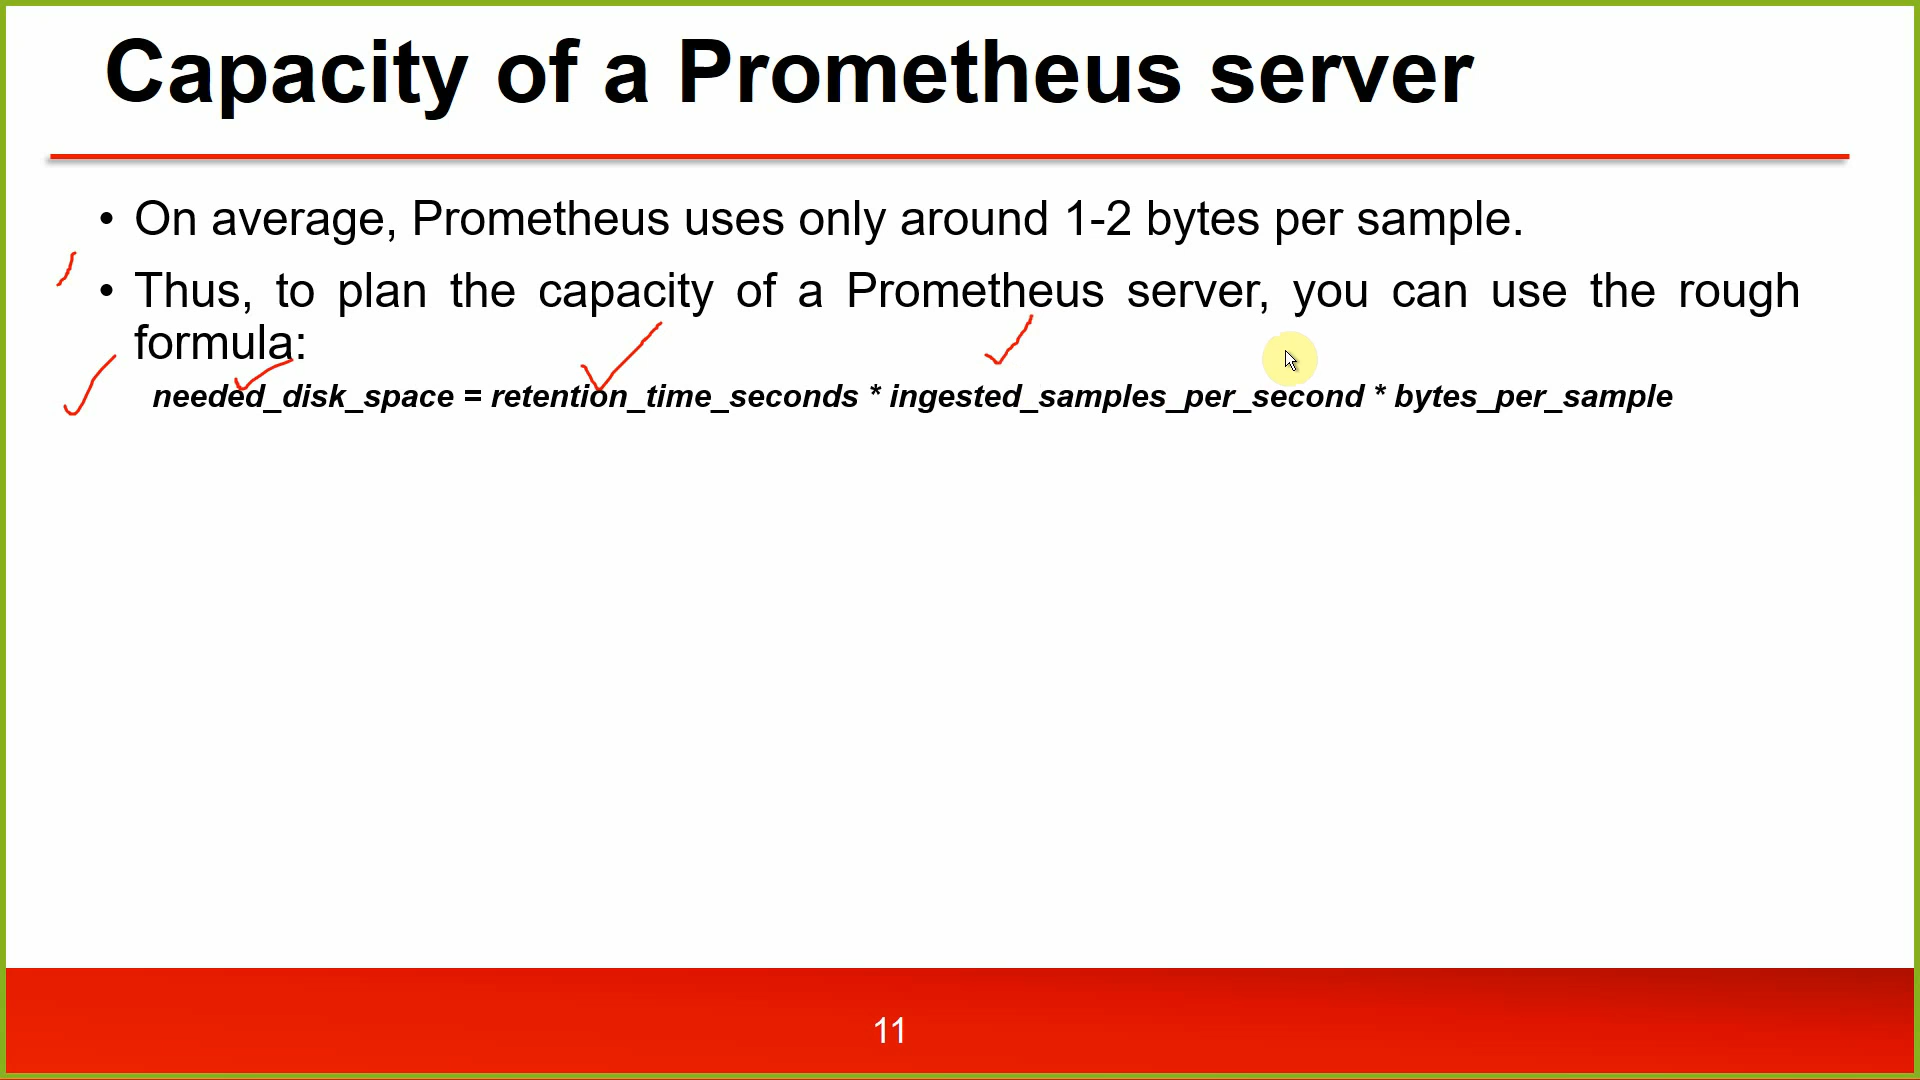 Capacity of a Prometheus server
• On average, Prometheus uses only around 1-2 bytes per sample.
• Thus, to plan the capacity of a Prometheus server, you can use the rough
formula:
needed_disk_space = retention_time_seconds * ingested_samples_per_second * bytes_per_sample
11